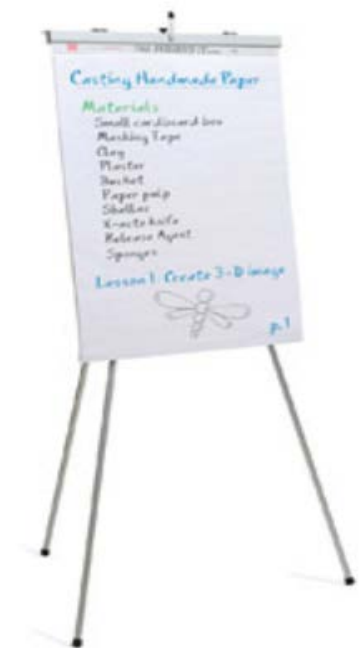 Casting Handmade Paper
Materials
Small cardboard box
Masking Tape
Clay
Plaster
Bucket
Paper pulp
Shellac
X-acto knife
Release Agent
Sponges
Lesson 1: Create 3-D image
p.1